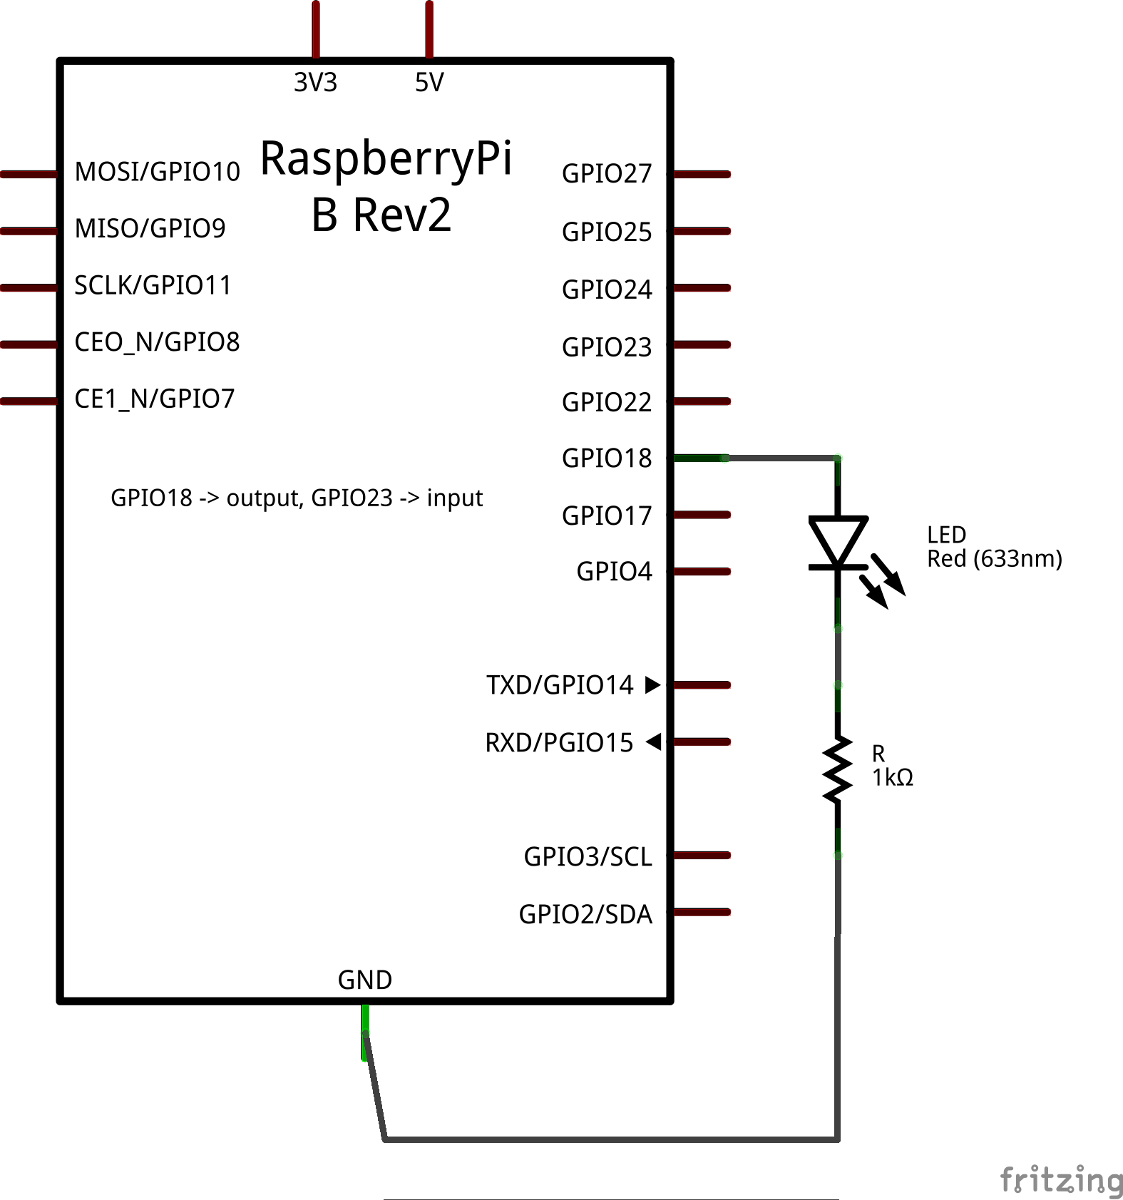 3V3
5V
RaspberryPi
B Rev2
MOSI/GPIO10
MISO/GPIO9
SCLK/GPIO11
CEO_N/GPIO8
CE1_N/GPIO7
GPIO27
GPIO25
GPIO24
GPIO23
GPIO22
GPIO18
GPIO18 -> output, GPIO23 -> input
GPIO17
GPIO4
LED
Red (633nm)
TXD/GPIO14
RXD/PGIO15
R
1kΩ
GPIO3/SCL
GPIO2/SDA
GND
fritzing